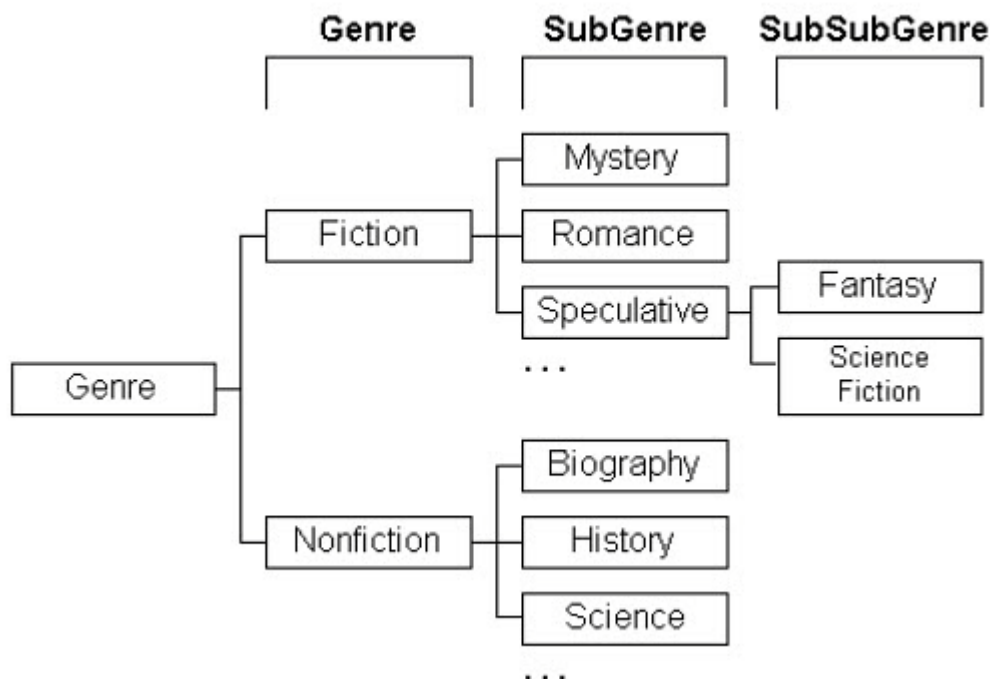 Genre SubGenre SubSubGenre
Mystery
Fiction Romance
Fantasy
Speculative
Science
Fiction
...
Genre
Biography
Nonfiction History
Science
...